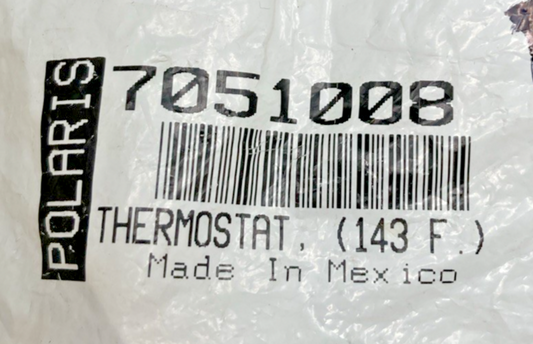 POLARIS
7051008
THERMOSTAT, (143 F.)
Made In Mexico